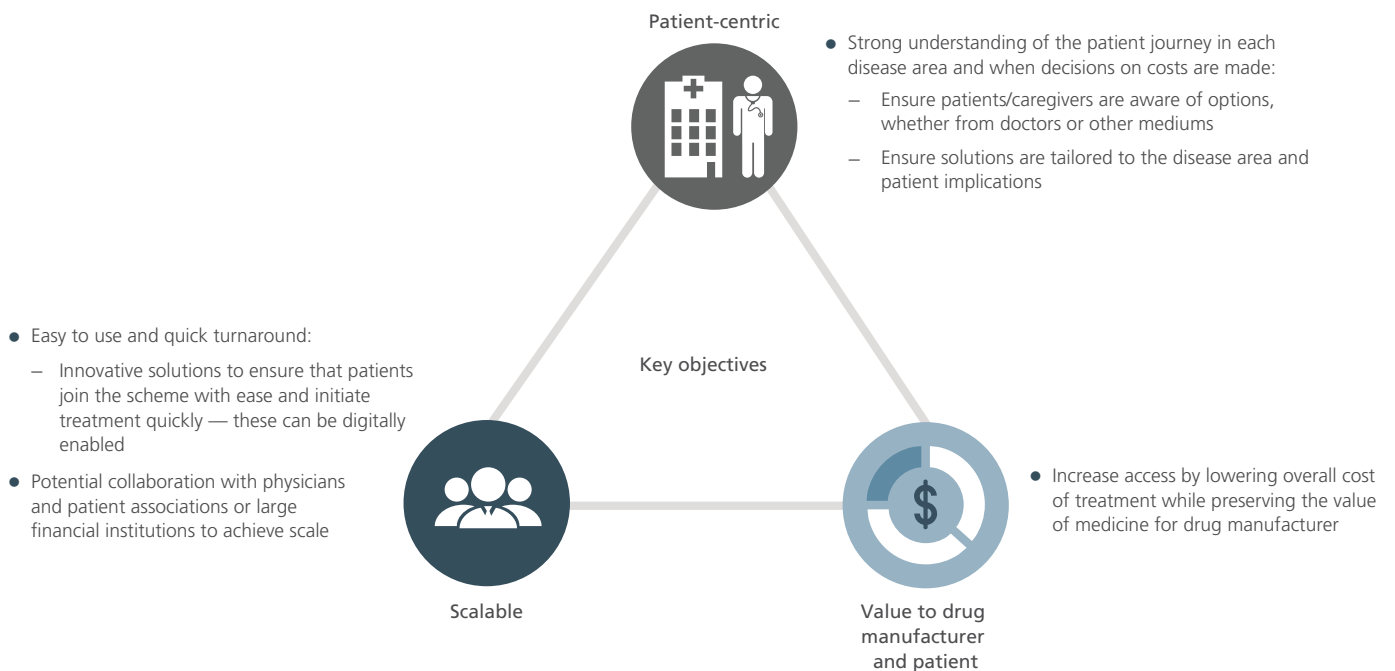 Patient-centric
● Strong understanding of the patient journey in each
disease area and when decisions on costs are made:
– Ensure patients/caregivers are aware of options,
whether from doctors or other mediums
– Ensure solutions are tailored to the disease area and
patient implications
● Easy to use and quick turnaround:
– Innovative solutions to ensure that patients
join the scheme with ease and initiate
treatment quickly — these can be digitally
enabled
● Potential collaboration with physicians
and patient associations or large
financial institutions to achieve scale
Key objectives
$
● Increase access by lowering overall cost
of treatment while preserving the value
of medicine for drug manufacturer
Scalable
Value to drug
manufacturer
and patient